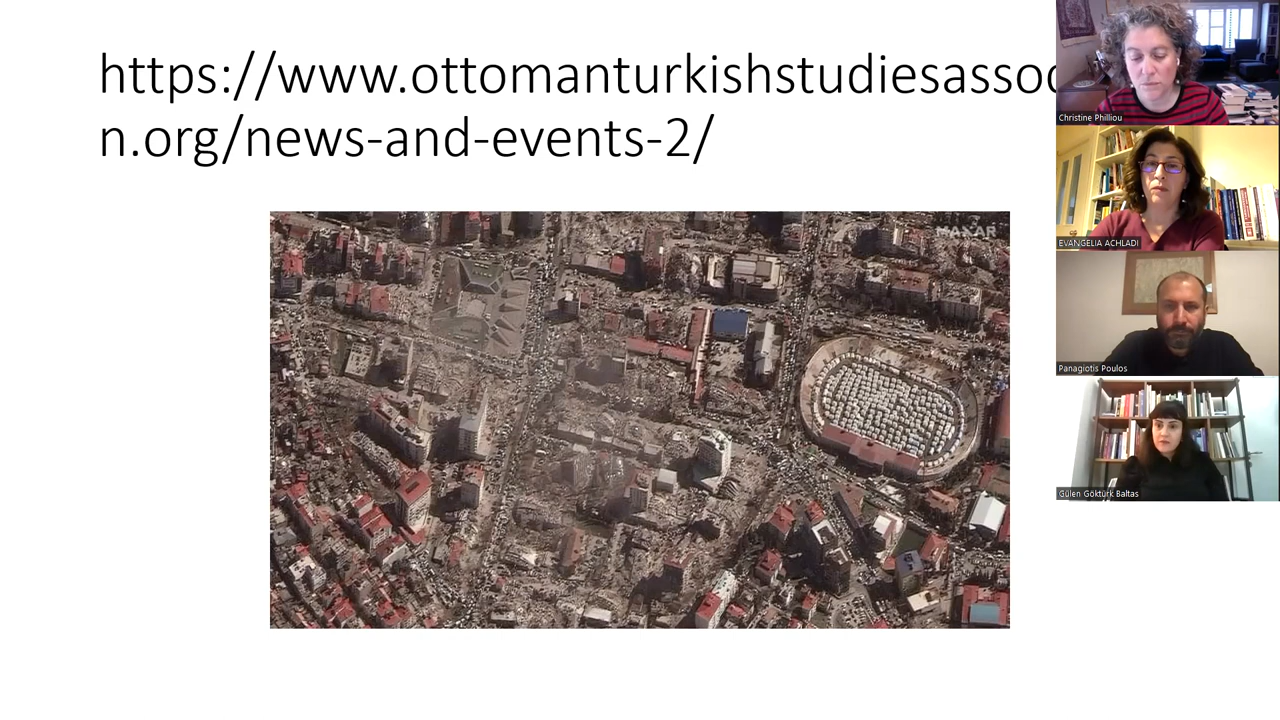 https://www.ottomanturkishstudiesassoc
n.org/news-and-events-2/
MAXAR
Christine Philliou
EVANGELIA ACHLADI
Panagiotis Poulos
Gülen Göktürk Baltas